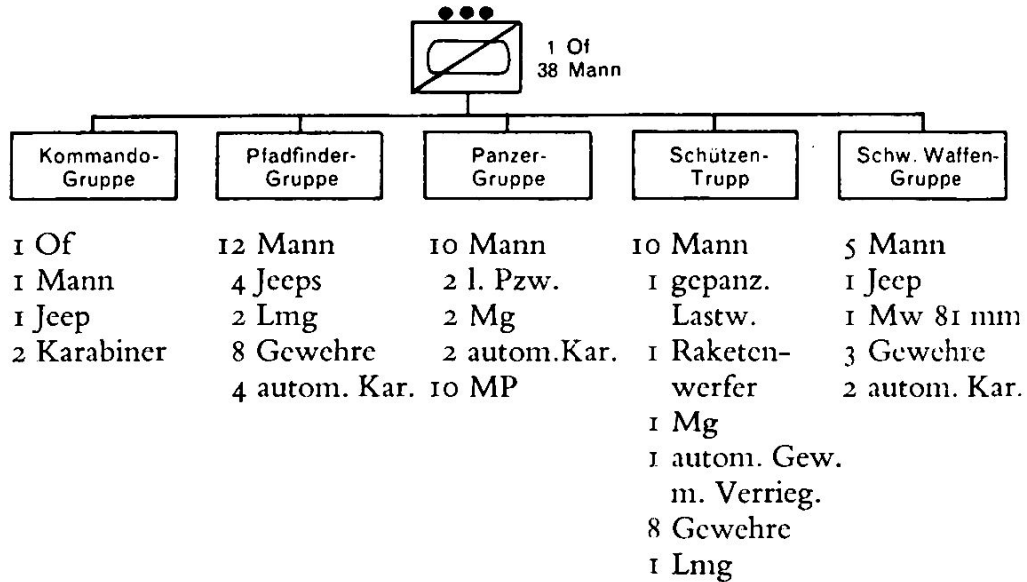 1 Of
38 Mann
Kommando-
Gruppe
Pfadfinder-
Gruppe
Panzer-
Gruppe
Schützen-
Trupp
Schw. Waffen-
Gruppe
1 Of
1 Mann
1 Jeep
2 Karabiner
12 Mann
4 Jeeps
2 Lmg
8 Gewehre
4 autom. Kar.
10 Mann
2 l. Pzw.
2 Mg
2 autom.Kar.
10 MP
10 Mann
1 gepanz.
Lastw.
1 Raketen-
werfer
1 Mg
1 autom. Gew.
m. Verrieg.
8 Gewehre
1 Lmg
5 Mann
1 Jeep
1 Mw 81 mm
3 Gewehre
2 autom. Kar.